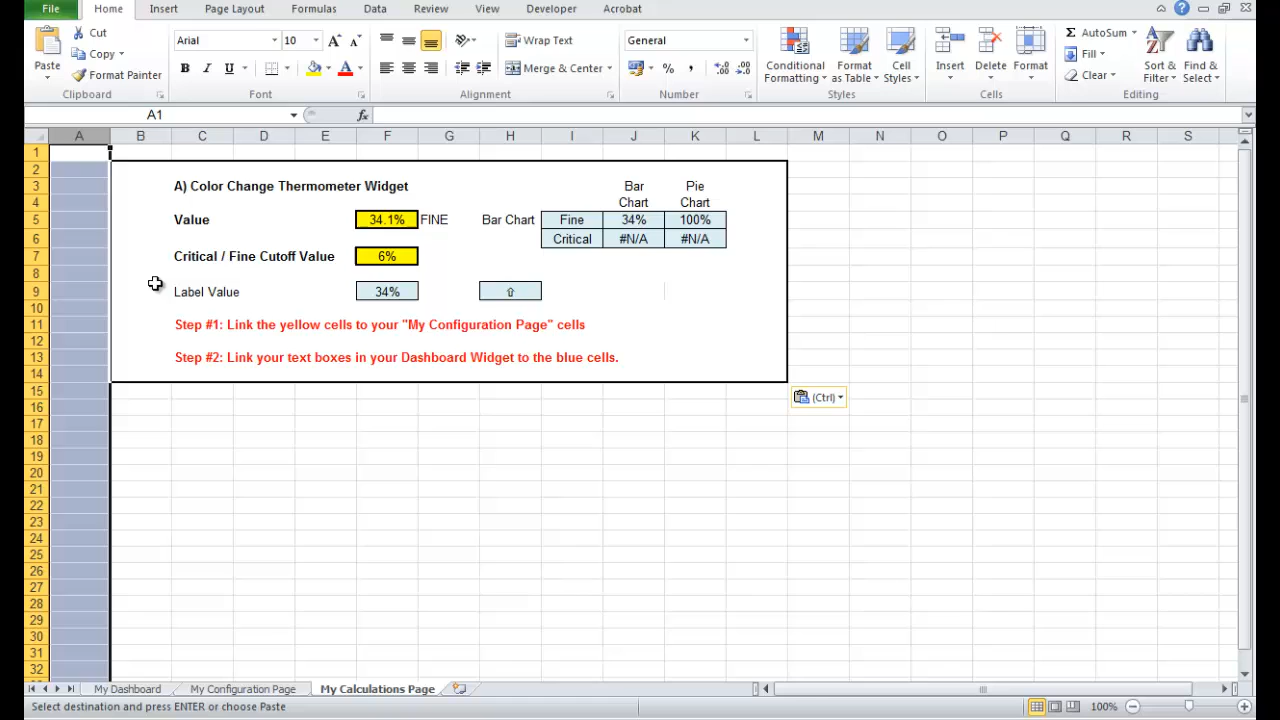 File Home Insert Page Layout Formulas Data Review View Developer Acrobat
Paste Cut Copy Format Painter Arial 10 B I U Wrap Text Merge & Center General % , Conditional Formatting Format as Table Cell Styles Insert Delete Format AutoSum Fill Clear Sort & Filter Find & Select
Clipboard Font Alignment Number Styles Cells Editing
A1 fx
A B C D E F G H I J K L M N O P Q R S
1
2
3 A) Color Change Thermometer Widget Bar Pie
4 Chart Chart
5 Value 34.1% FINE Bar Chart Fine 34% 100%
6 Critical #N/A #N/A
7 Critical / Fine Cutoff Value 6%
8
9 Label Value 34% ⇧
10
11 Step #1: Link the yellow cells to your "My Configuration Page" cells
12
13 Step #2: Link your text boxes in your Dashboard Widget to the blue cells.
14
15 (Ctrl)
16
17
18
19
20
21
22
23
24
25
26
27
28
29
30
31
32
My Dashboard My Configuration Page My Calculations Page
Select destination and press ENTER or choose Paste 100%